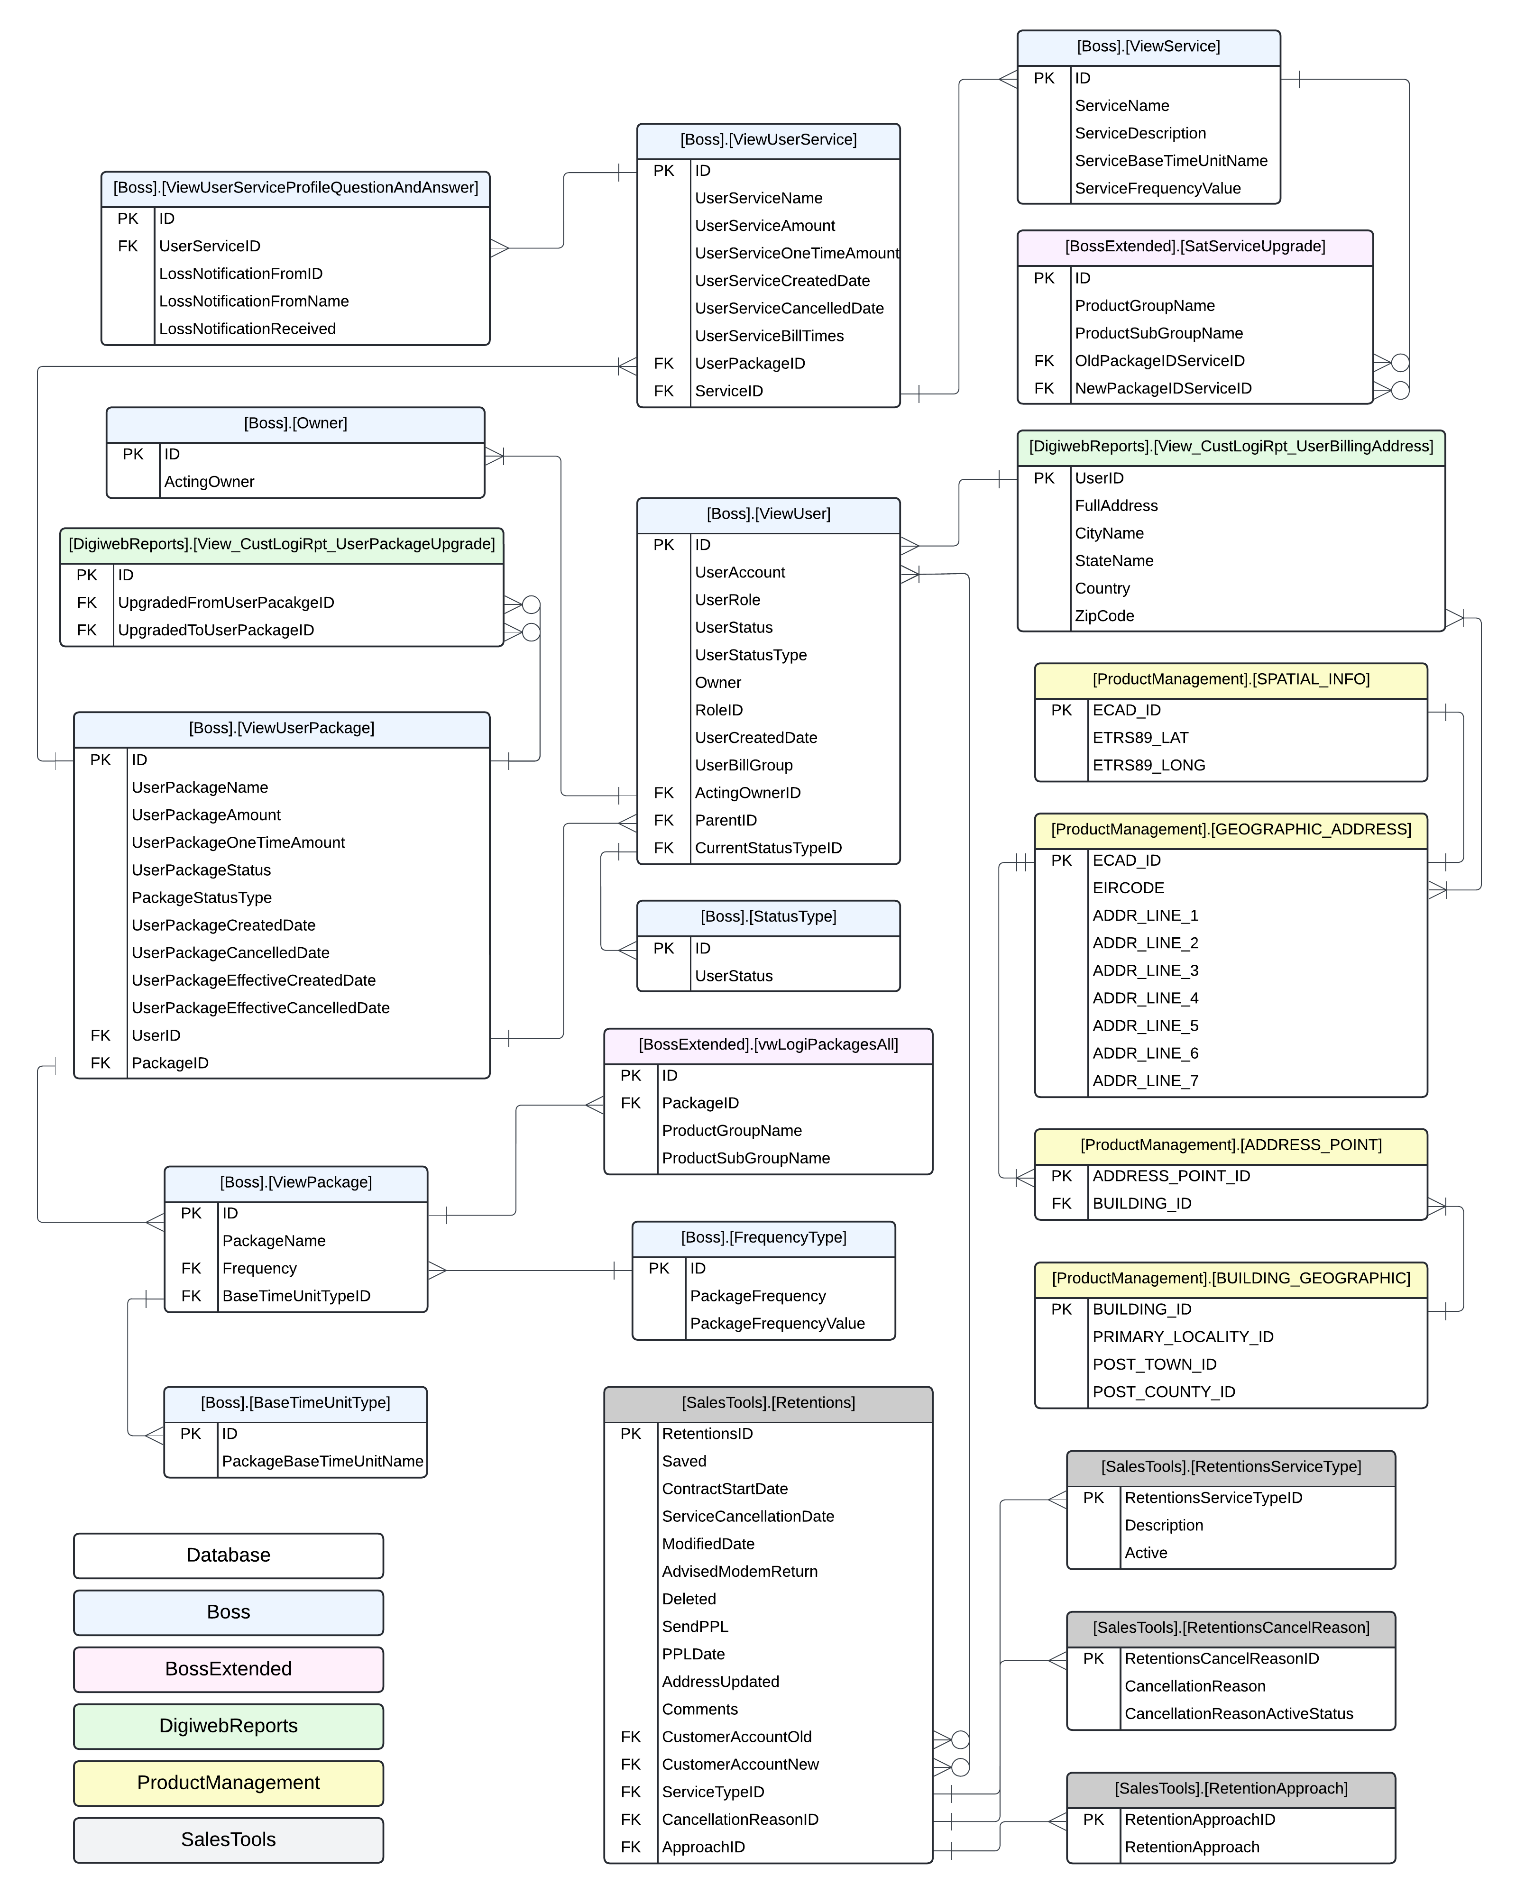 [Boss].[ViewService]
PK ID
ServiceName
ServiceDescription
ServiceBaseTimeUnitName
ServiceFrequencyValue
[Boss].[ViewUserService]
PK ID
UserServiceName
UserServiceAmount
UserServiceOneTimeAmount
UserServiceCreatedDate
UserServiceCancelledDate
UserServiceBillTimes
FK UserPackageID
FK ServiceID
[Boss].[ViewUserServiceProfileQuestionAndAnswer]
PK ID
FK UserServiceID
LossNotificationFromID
LossNotificationFromName
LossNotificationReceived
[BossExtended].[SatServiceUpgrade]
PK ID
ProductGroupName
ProductSubGroupName
FK OldPackageIDServiceID
FK NewPackageIDServiceID
[Boss].[Owner]
PK ID
ActingOwner
[DigiwebReports].[View_CustLogiRpt_UserBillingAddress]
PK UserID
FullAddress
CityName
StateName
Country
ZipCode
[Boss].[ViewUser]
PK ID
UserAccount
UserRole
UserStatus
UserStatusType
Owner
RoleID
UserCreatedDate
UserBillGroup
FK ActingOwnerID
FK ParentID
FK CurrentStatusTypeID
[DigiwebReports].[View_CustLogiRpt_UserPackageUpgrade]
PK ID
FK UpgradedFromUserPacakgeID
FK UpgradedToUserPackageID
[ProductManagement].[SPATIAL_INFO]
PK ECAD_ID
ETRS89_LAT
ETRS89_LONG
[Boss].[ViewUserPackage]
PK ID
UserPackageName
UserPackageAmount
UserPackageOneTimeAmount
UserPackageStatus
PackageStatusType
UserPackageCreatedDate
UserPackageCancelledDate
UserPackageEffectiveCreatedDate
UserPackageEffectiveCancelledDate
FK UserID
FK PackageID
[ProductManagement].[GEOGRAPHIC_ADDRESS]
PK ECAD_ID
EIRCODE
ADDR_LINE_1
ADDR_LINE_2
ADDR_LINE_3
ADDR_LINE_4
ADDR_LINE_5
ADDR_LINE_6
ADDR_LINE_7
[Boss].[StatusType]
PK ID
UserStatus
[BossExtended].[vwLogiPackagesAll]
PK ID
FK PackageID
ProductGroupName
ProductSubGroupName
[ProductManagement].[ADDRESS_POINT]
PK ADDRESS_POINT_ID
FK BUILDING_ID
[Boss].[ViewPackage]
PK ID
PackageName
FK Frequency
FK BaseTimeUnitTypeID
[Boss].[FrequencyType]
PK ID
PackageFrequency
PackageFrequencyValue
[ProductManagement].[BUILDING_GEOGRAPHIC]
PK BUILDING_ID
PRIMARY_LOCALITY_ID
POST_TOWN_ID
POST_COUNTY_ID
[Boss].[BaseTimeUnitType]
PK ID
PackageBaseTimeUnitName
[SalesTools].[Retentions]
PK RetentionsID
Saved
ContractStartDate
ServiceCancellationDate
ModifiedDate
AdvisedModemReturn
Deleted
SendPPL
PPLDate
AddressUpdated
Comments
FK CustomerAccountOld
FK CustomerAccountNew
FK ServiceTypeID
FK CancellationReasonID
FK ApproachID
[SalesTools].[RetentionsServiceType]
PK RetentionsServiceTypeID
Description
Active
[SalesTools].[RetentionsCancelReason]
PK RetentionsCancelReasonID
CancellationReason
CancellationReasonActiveStatus
[SalesTools].[RetentionApproach]
PK RetentionApproachID
RetentionApproach
Database
Boss
BossExtended
DigiwebReports
ProductManagement
SalesTools